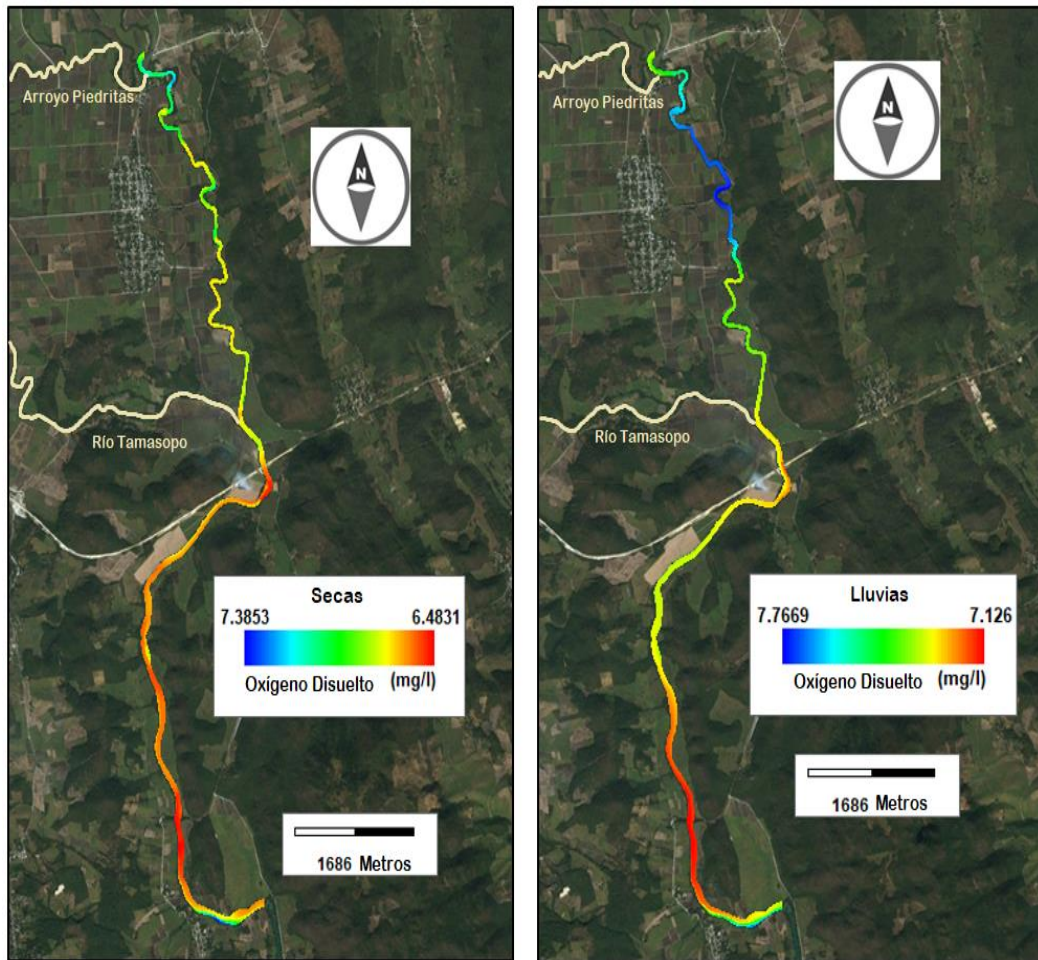 Arroyo Piedritas
N
Río Tamasopo
Secas
7.3853 6.4831
Oxígeno Disuelto (mg/l)
1686 Metros
Arroyo Piedritas
N
Río Tamasopo
Lluvias
7.7669 7.126
Oxígeno Disuelto (mg/l)
1686 Metros